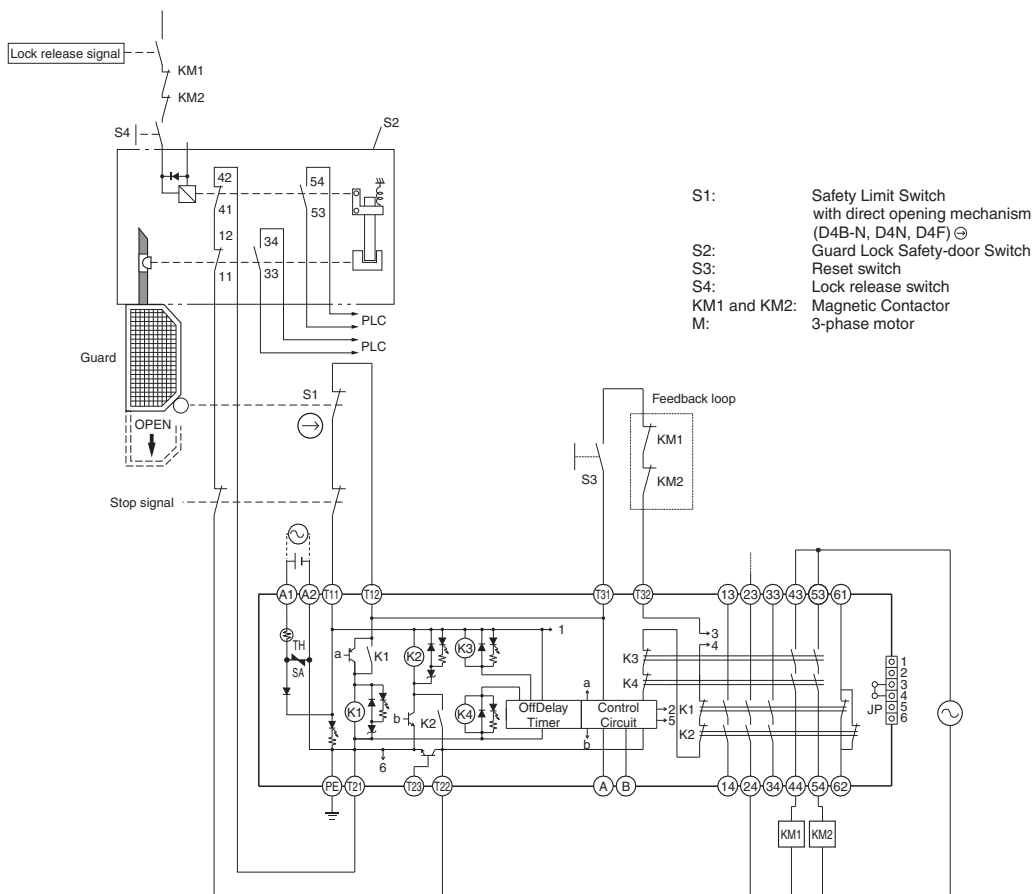 Lock release signal
KM1
KM2
S4
S2
42
54
41
53
12
34
11
33
PLC
PLC
Guard
OPEN
S1
Stop signal
S1: Safety Limit Switch
with direct opening mechanism
(D4B-N, D4N, D4F)
S2: Guard Lock Safety-door Switch
S3: Reset switch
S4: Lock release switch
KM1 and KM2: Magnetic Contactor
M: 3-phase motor
Feedback loop
KM1
KM2
S3
A1 A2 T11 T12 T31 T32 13 23 33 43 53 61
1
3
4
TH
SA
a
K1
K2
K3
K3
K4
a
K1
b
K2
K4
OffDelay
Timer
Control
Circuit
2
5
K1
K2
b
6
1
2
3
4
5
6
JP
PE T21 T23 T22 A B 14 24 34 44 54 62
KM1 KM2